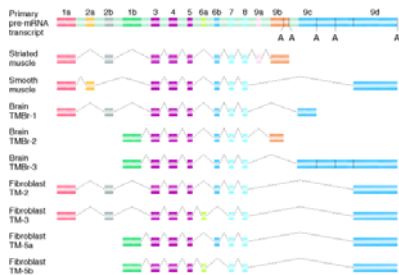 Primary
pre-mRNA
transcript
1a 2a 2b 1b 3 4 5 6a 6b 7 8 9a 9b 9c 9d
A A A A A
Striated
muscle
Smooth
muscle
Brain
TMBr-1
Brain
TMBr-2
Brain
TMBr-3
Fibroblast
TM-2
Fibroblast
TM-3
Fibroblast
TM-5a
Fibroblast
TM-5b